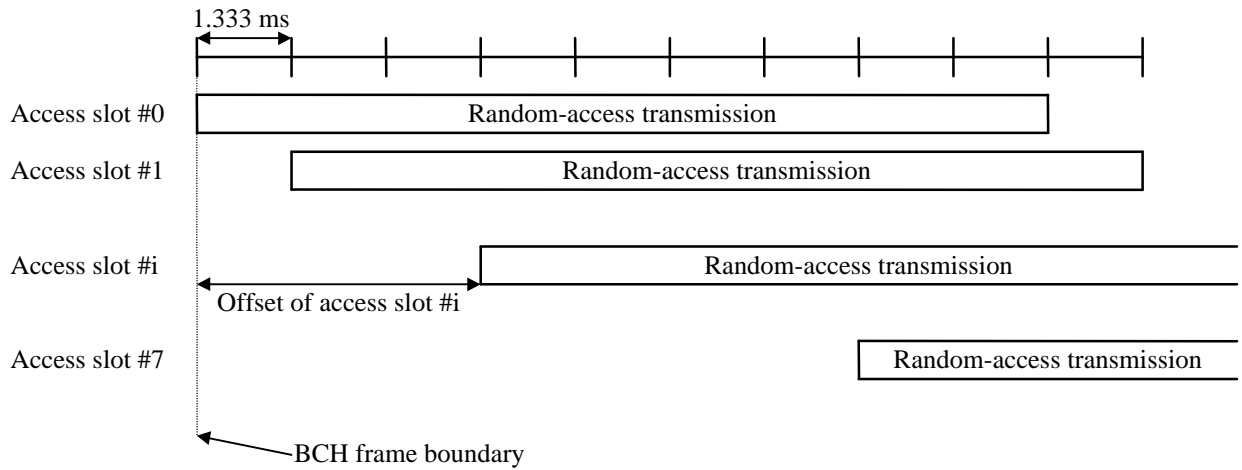 1.333 ms
Access slot #0
Random-access transmission
Access slot #1
Random-access transmission
Access slot #i
Random-access transmission
Offset of access slot #i
Access slot #7
Random-access transmission
BCH frame boundary